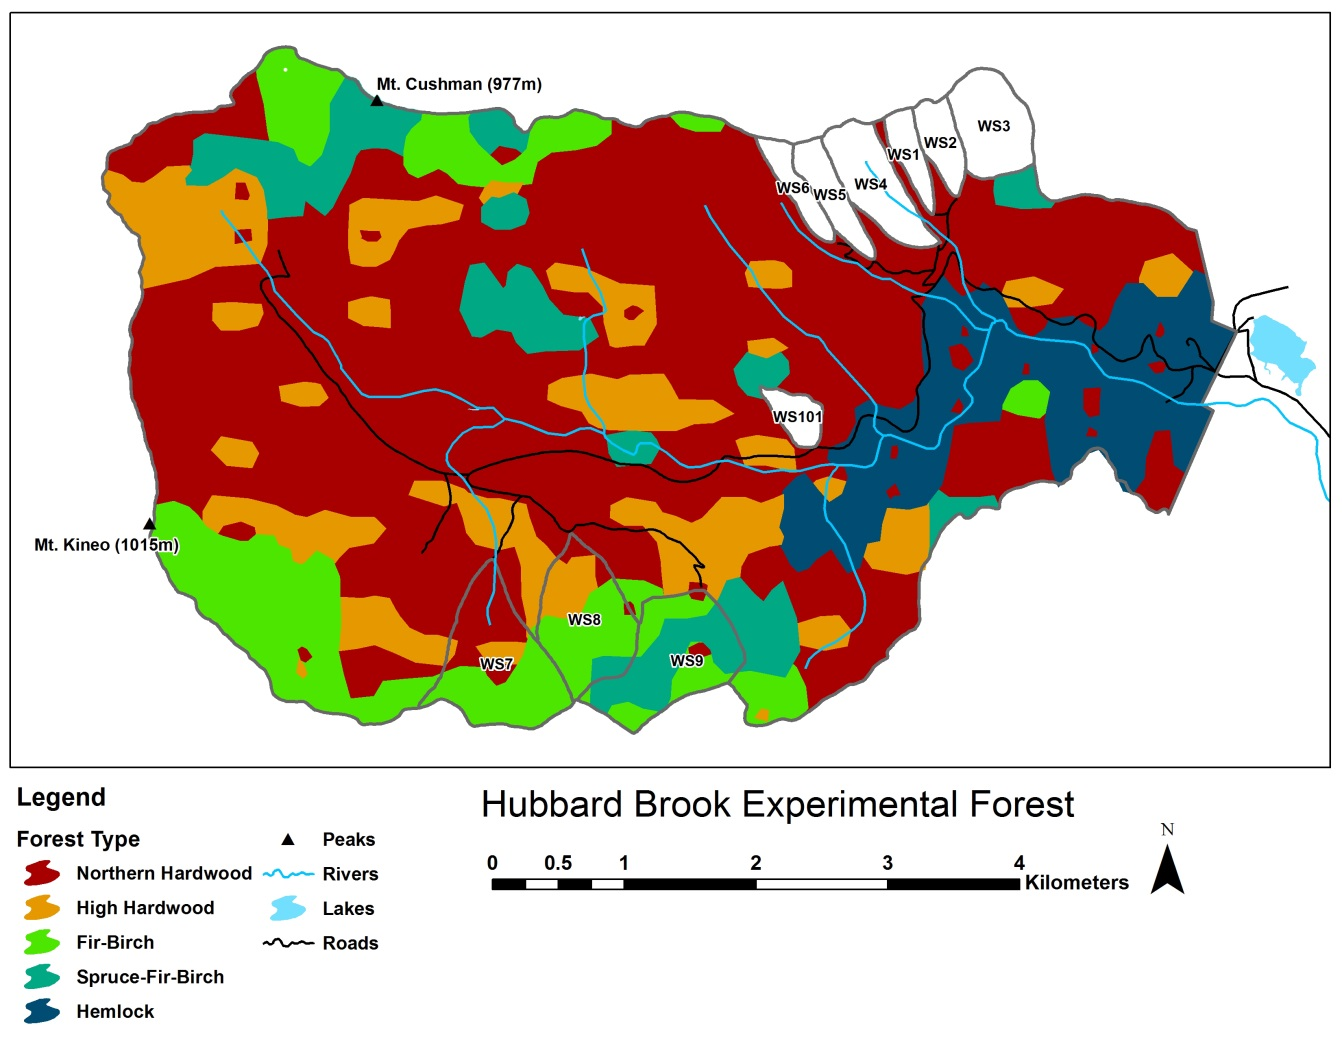 Mt. Cushman (977m)
WS3
WS2
WS1
WS4
WS6
WS5
WS101
Mt. Kineo (1015m)
WS8
WS9
WS7
Legend
Hubbard Brook Experimental Forest
Forest Type
Peaks
Northern Hardwood
Rivers
High Hardwood
Lakes
Fir-Birch
Roads
Spruce-Fir-Birch
Hemlock
0 0.5 1 2 3 4
Kilometers
N